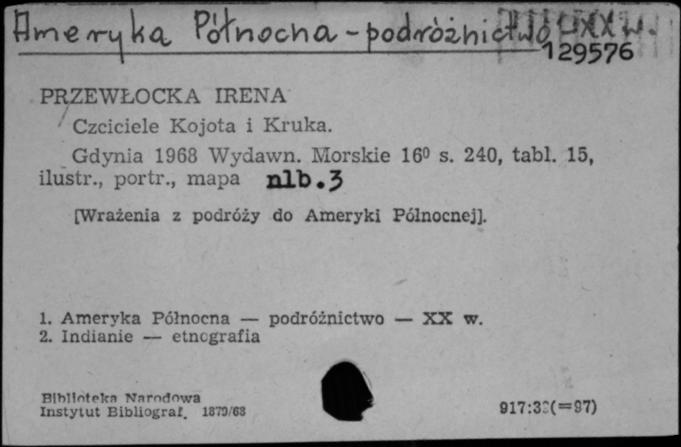 Ameryka Północna - podróżnictwo XX w.
129576
PRZEWŁOCKA IRENA
Czciciele Kojota i Kruka.
Gdynia 1968 Wydawn. Morskie 16⁰ s. 240, tabl. 15,
ilustr., portr., mapa nlb.3
[Wrażenia z podróży do Ameryki Północnej].
1. Ameryka Północna — podróżnictwo — XX w.
2. Indianie — etnografia
Biblioteka Narodowa
Instytut Bibliograf. 1879/68